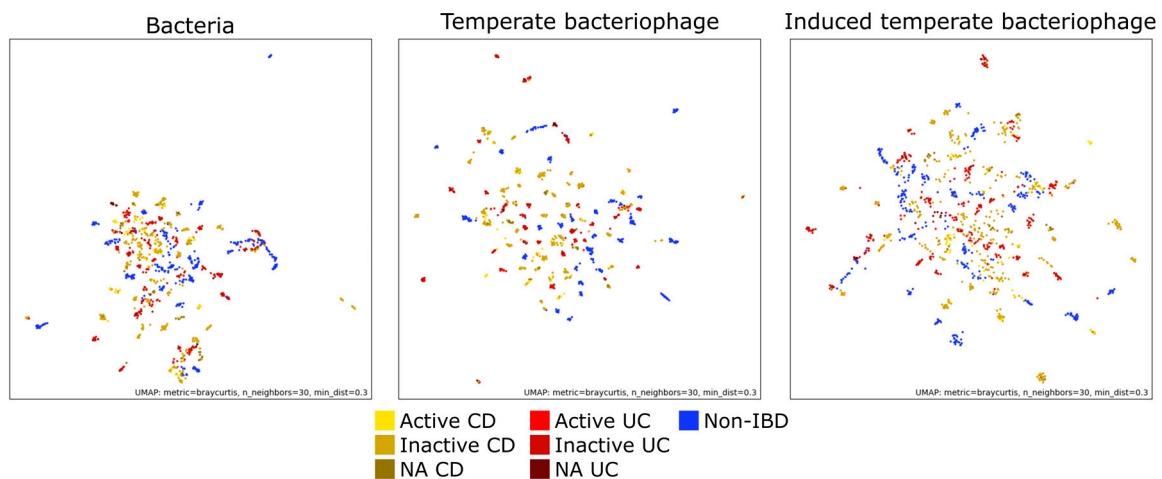 Bacteria
Temperate bacteriophage
Induced temperate bacteriophage
UMAP: metric=braycurtis, n_neighbors=30, min_dist=0.3
UMAP: metric=braycurtis, n_neighbors=30, min_dist=0.3
UMAP: metric=braycurtis, n_neighbors=30, min_dist=0.3
Active CD
Active UC
Non-IBD
Inactive CD
Inactive UC
NA CD
NA UC